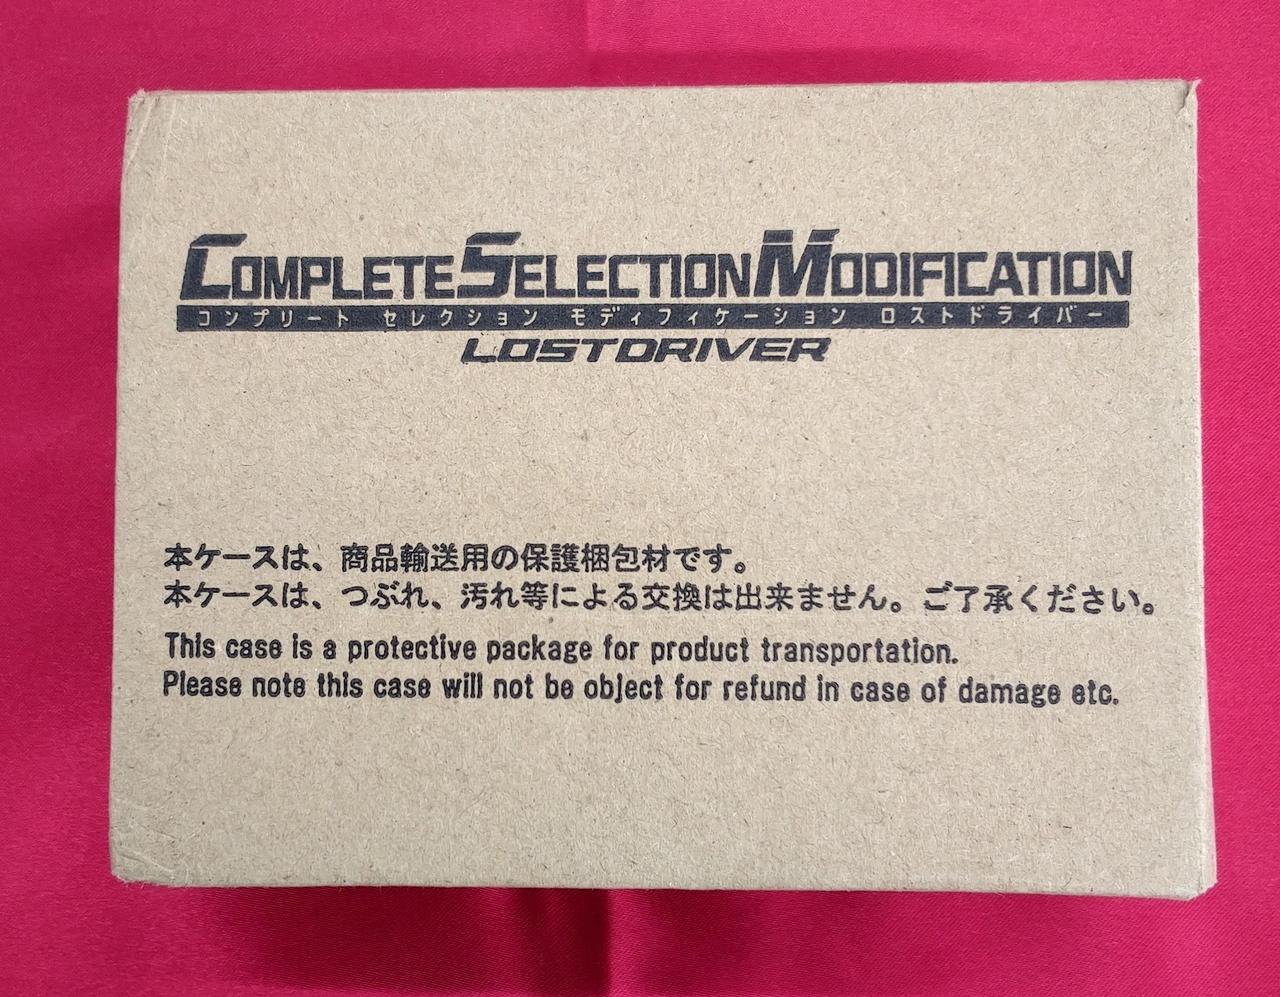 COMPLETE SELECTION MODIFICATION
コンプリート セレクション モディフィケーション ロストドライバー
LOSTDRIVER
本ケースは、商品輸送用の保護梱包材です。
本ケースは、つぶれ、汚れ等による交換は出来ません。ご了承ください。
This case is a protective package for product transportation.
Please note this case will not be object for refund in case of damage etc.